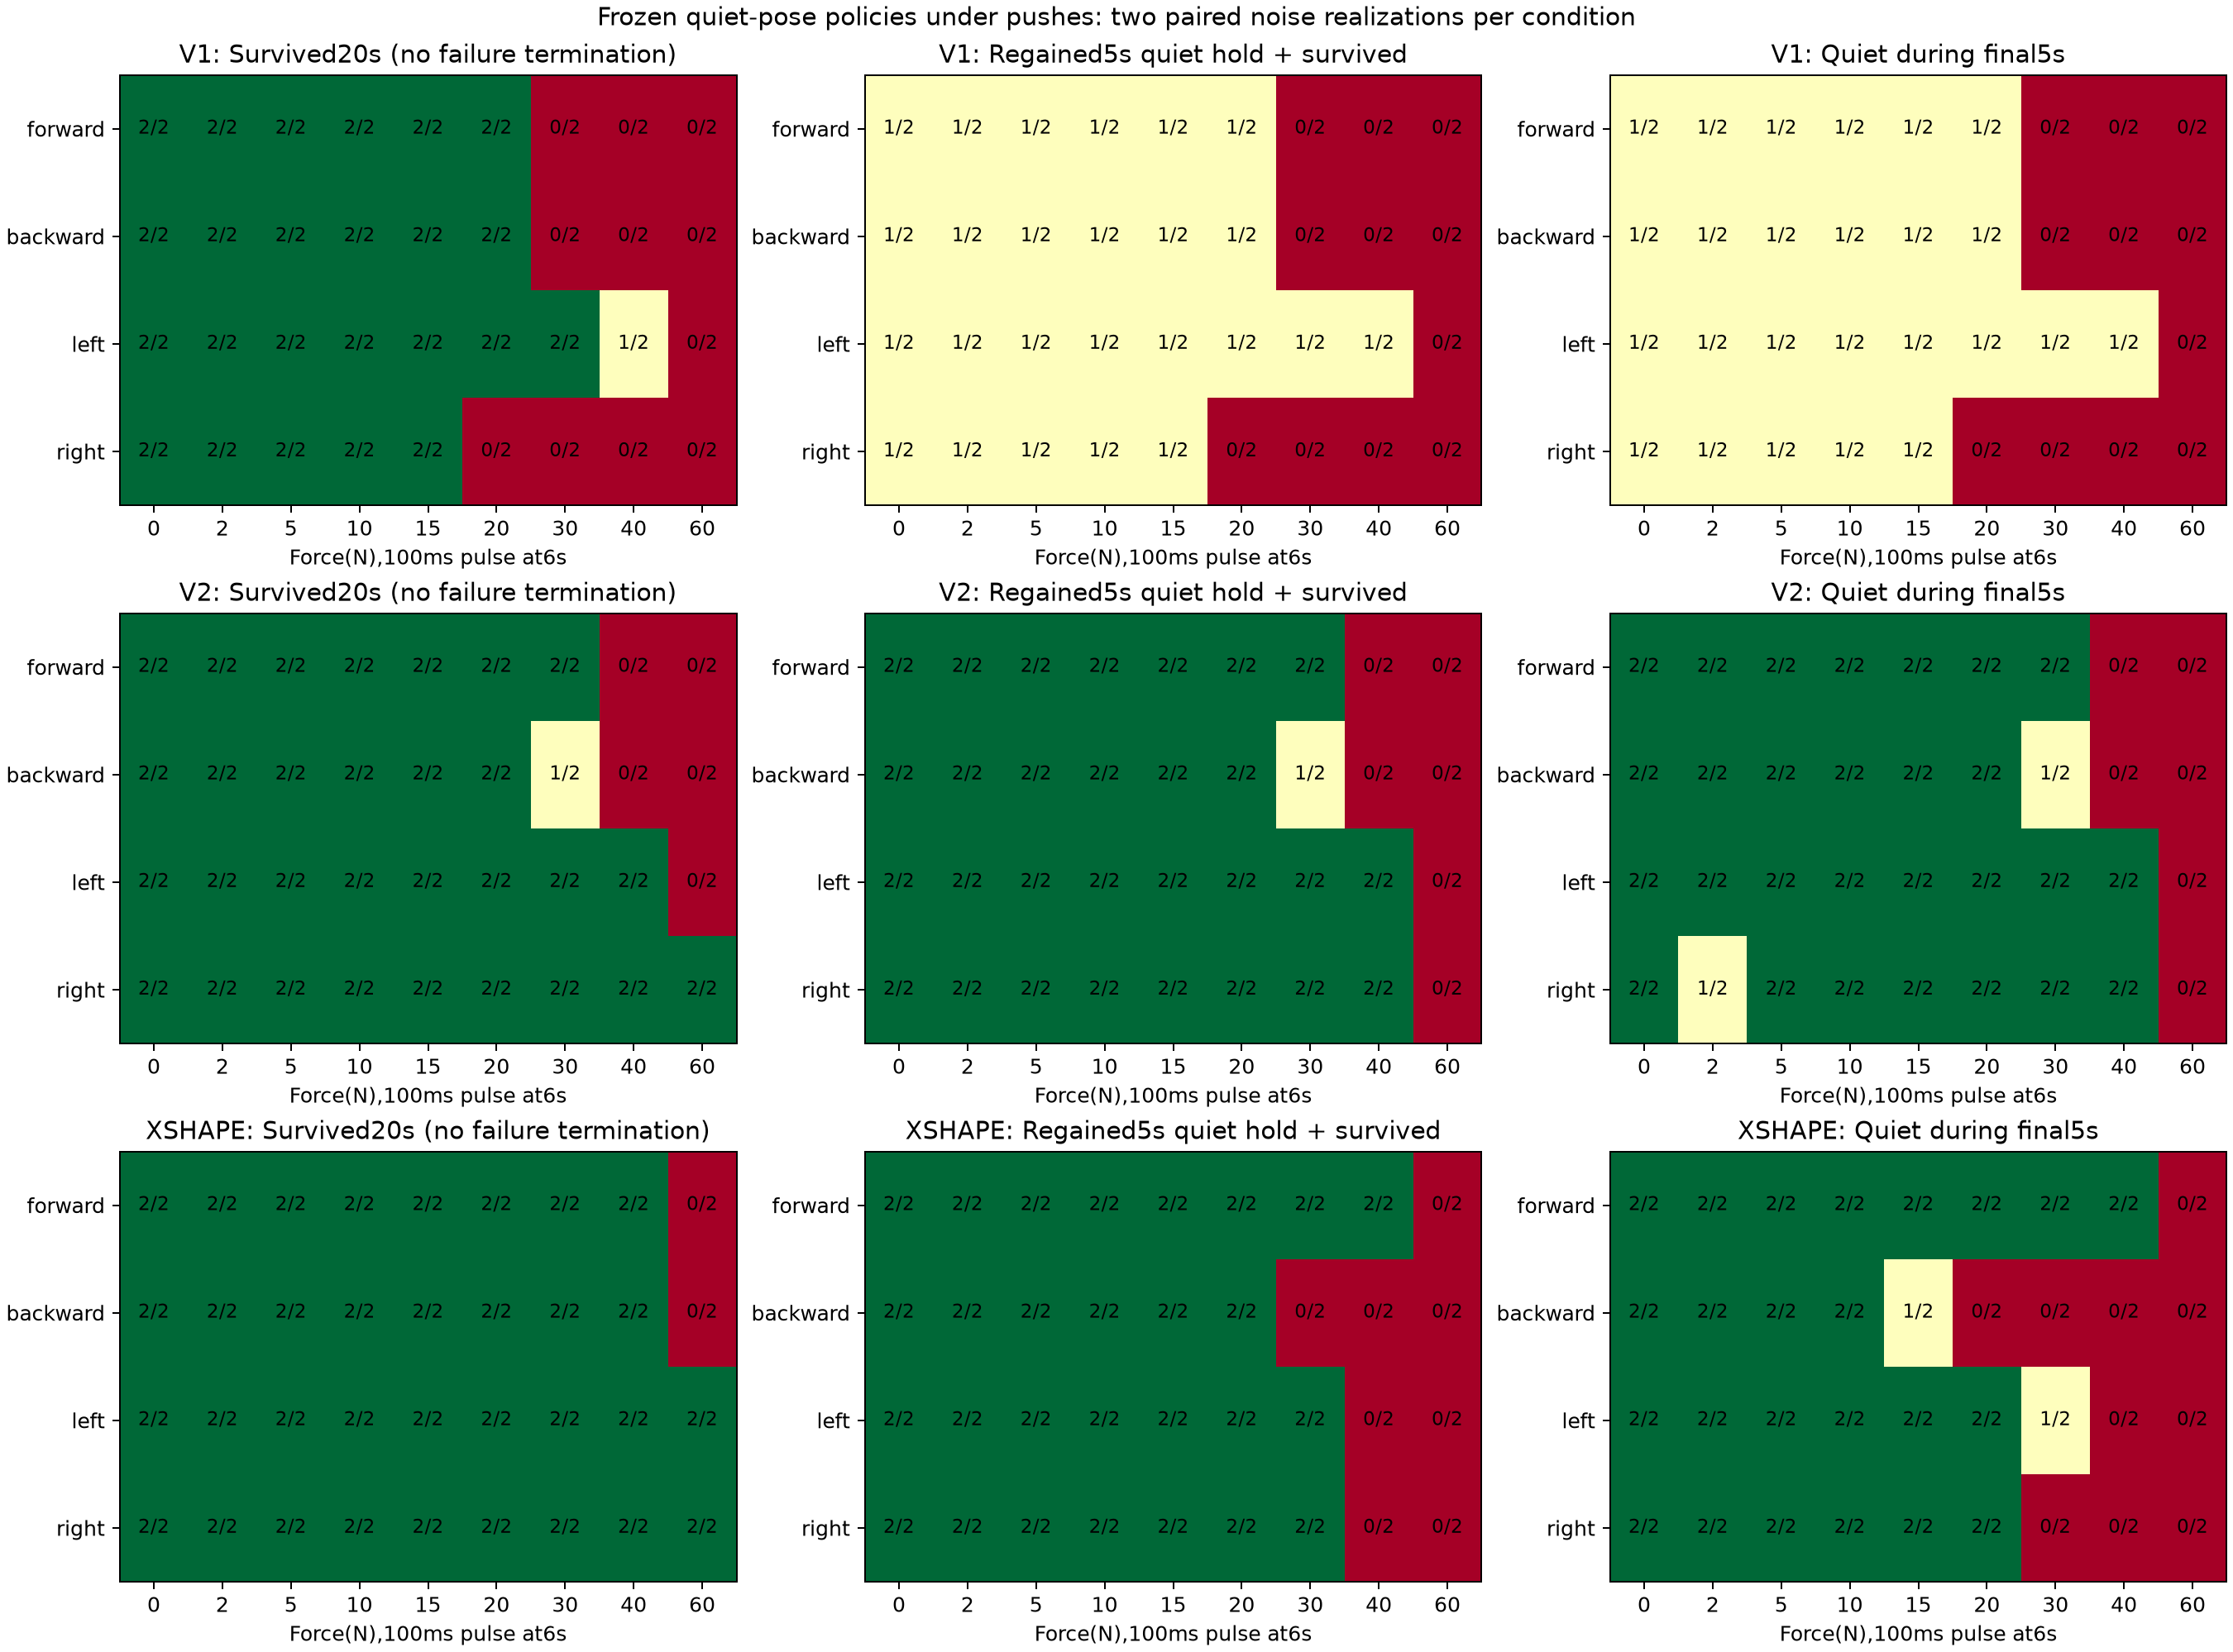 Frozen quiet-pose policies under pushes: two paired noise realizations per condition
V1: Survived20s (no failure termination)
forward 2/2 2/2 2/2 2/2 2/2 2/2 0/2 0/2 0/2
backward 2/2 2/2 2/2 2/2 2/2 2/2 0/2 0/2 0/2
left 2/2 2/2 2/2 2/2 2/2 2/2 2/2 1/2 0/2
right 2/2 2/2 2/2 2/2 2/2 0/2 0/2 0/2 0/2
0 2 5 10 15 20 30 40 60
Force(N),100ms pulse at6s
V1: Regained5s quiet hold + survived
forward 1/2 1/2 1/2 1/2 1/2 1/2 0/2 0/2 0/2
backward 1/2 1/2 1/2 1/2 1/2 1/2 0/2 0/2 0/2
left 1/2 1/2 1/2 1/2 1/2 1/2 1/2 1/2 0/2
right 1/2 1/2 1/2 1/2 1/2 0/2 0/2 0/2 0/2
0 2 5 10 15 20 30 40 60
Force(N),100ms pulse at6s
V1: Quiet during final5s
forward 1/2 1/2 1/2 1/2 1/2 1/2 0/2 0/2 0/2
backward 1/2 1/2 1/2 1/2 1/2 1/2 0/2 0/2 0/2
left 1/2 1/2 1/2 1/2 1/2 1/2 1/2 1/2 0/2
right 1/2 1/2 1/2 1/2 1/2 0/2 0/2 0/2 0/2
0 2 5 10 15 20 30 40 60
Force(N),100ms pulse at6s
V2: Survived20s (no failure termination)
forward 2/2 2/2 2/2 2/2 2/2 2/2 2/2 0/2 0/2
backward 2/2 2/2 2/2 2/2 2/2 2/2 1/2 0/2 0/2
left 2/2 2/2 2/2 2/2 2/2 2/2 2/2 2/2 0/2
right 2/2 2/2 2/2 2/2 2/2 2/2 2/2 2/2 2/2
0 2 5 10 15 20 30 40 60
Force(N),100ms pulse at6s
V2: Regained5s quiet hold + survived
forward 2/2 2/2 2/2 2/2 2/2 2/2 2/2 0/2 0/2
backward 2/2 2/2 2/2 2/2 2/2 2/2 1/2 0/2 0/2
left 2/2 2/2 2/2 2/2 2/2 2/2 2/2 2/2 0/2
right 2/2 2/2 2/2 2/2 2/2 2/2 2/2 2/2 0/2
0 2 5 10 15 20 30 40 60
Force(N),100ms pulse at6s
V2: Quiet during final5s
forward 2/2 2/2 2/2 2/2 2/2 2/2 2/2 0/2 0/2
backward 2/2 2/2 2/2 2/2 2/2 2/2 1/2 0/2 0/2
left 2/2 2/2 2/2 2/2 2/2 2/2 2/2 2/2 0/2
right 2/2 1/2 2/2 2/2 2/2 2/2 2/2 2/2 0/2
0 2 5 10 15 20 30 40 60
Force(N),100ms pulse at6s
XSHAPE: Survived20s (no failure termination)
forward 2/2 2/2 2/2 2/2 2/2 2/2 2/2 2/2 0/2
backward 2/2 2/2 2/2 2/2 2/2 2/2 2/2 2/2 0/2
left 2/2 2/2 2/2 2/2 2/2 2/2 2/2 2/2 2/2
right 2/2 2/2 2/2 2/2 2/2 2/2 2/2 2/2 2/2
0 2 5 10 15 20 30 40 60
Force(N),100ms pulse at6s
XSHAPE: Regained5s quiet hold + survived
forward 2/2 2/2 2/2 2/2 2/2 2/2 2/2 2/2 0/2
backward 2/2 2/2 2/2 2/2 2/2 2/2 0/2 0/2 0/2
left 2/2 2/2 2/2 2/2 2/2 2/2 2/2 0/2 0/2
right 2/2 2/2 2/2 2/2 2/2 2/2 2/2 0/2 0/2
0 2 5 10 15 20 30 40 60
Force(N),100ms pulse at6s
XSHAPE: Quiet during final5s
forward 2/2 2/2 2/2 2/2 2/2 2/2 2/2 2/2 0/2
backward 2/2 2/2 2/2 2/2 1/2 0/2 0/2 0/2 0/2
left 2/2 2/2 2/2 2/2 2/2 2/2 1/2 0/2 0/2
right 2/2 2/2 2/2 2/2 2/2 2/2 0/2 0/2 0/2
0 2 5 10 15 20 30 40 60
Force(N),100ms pulse at6s